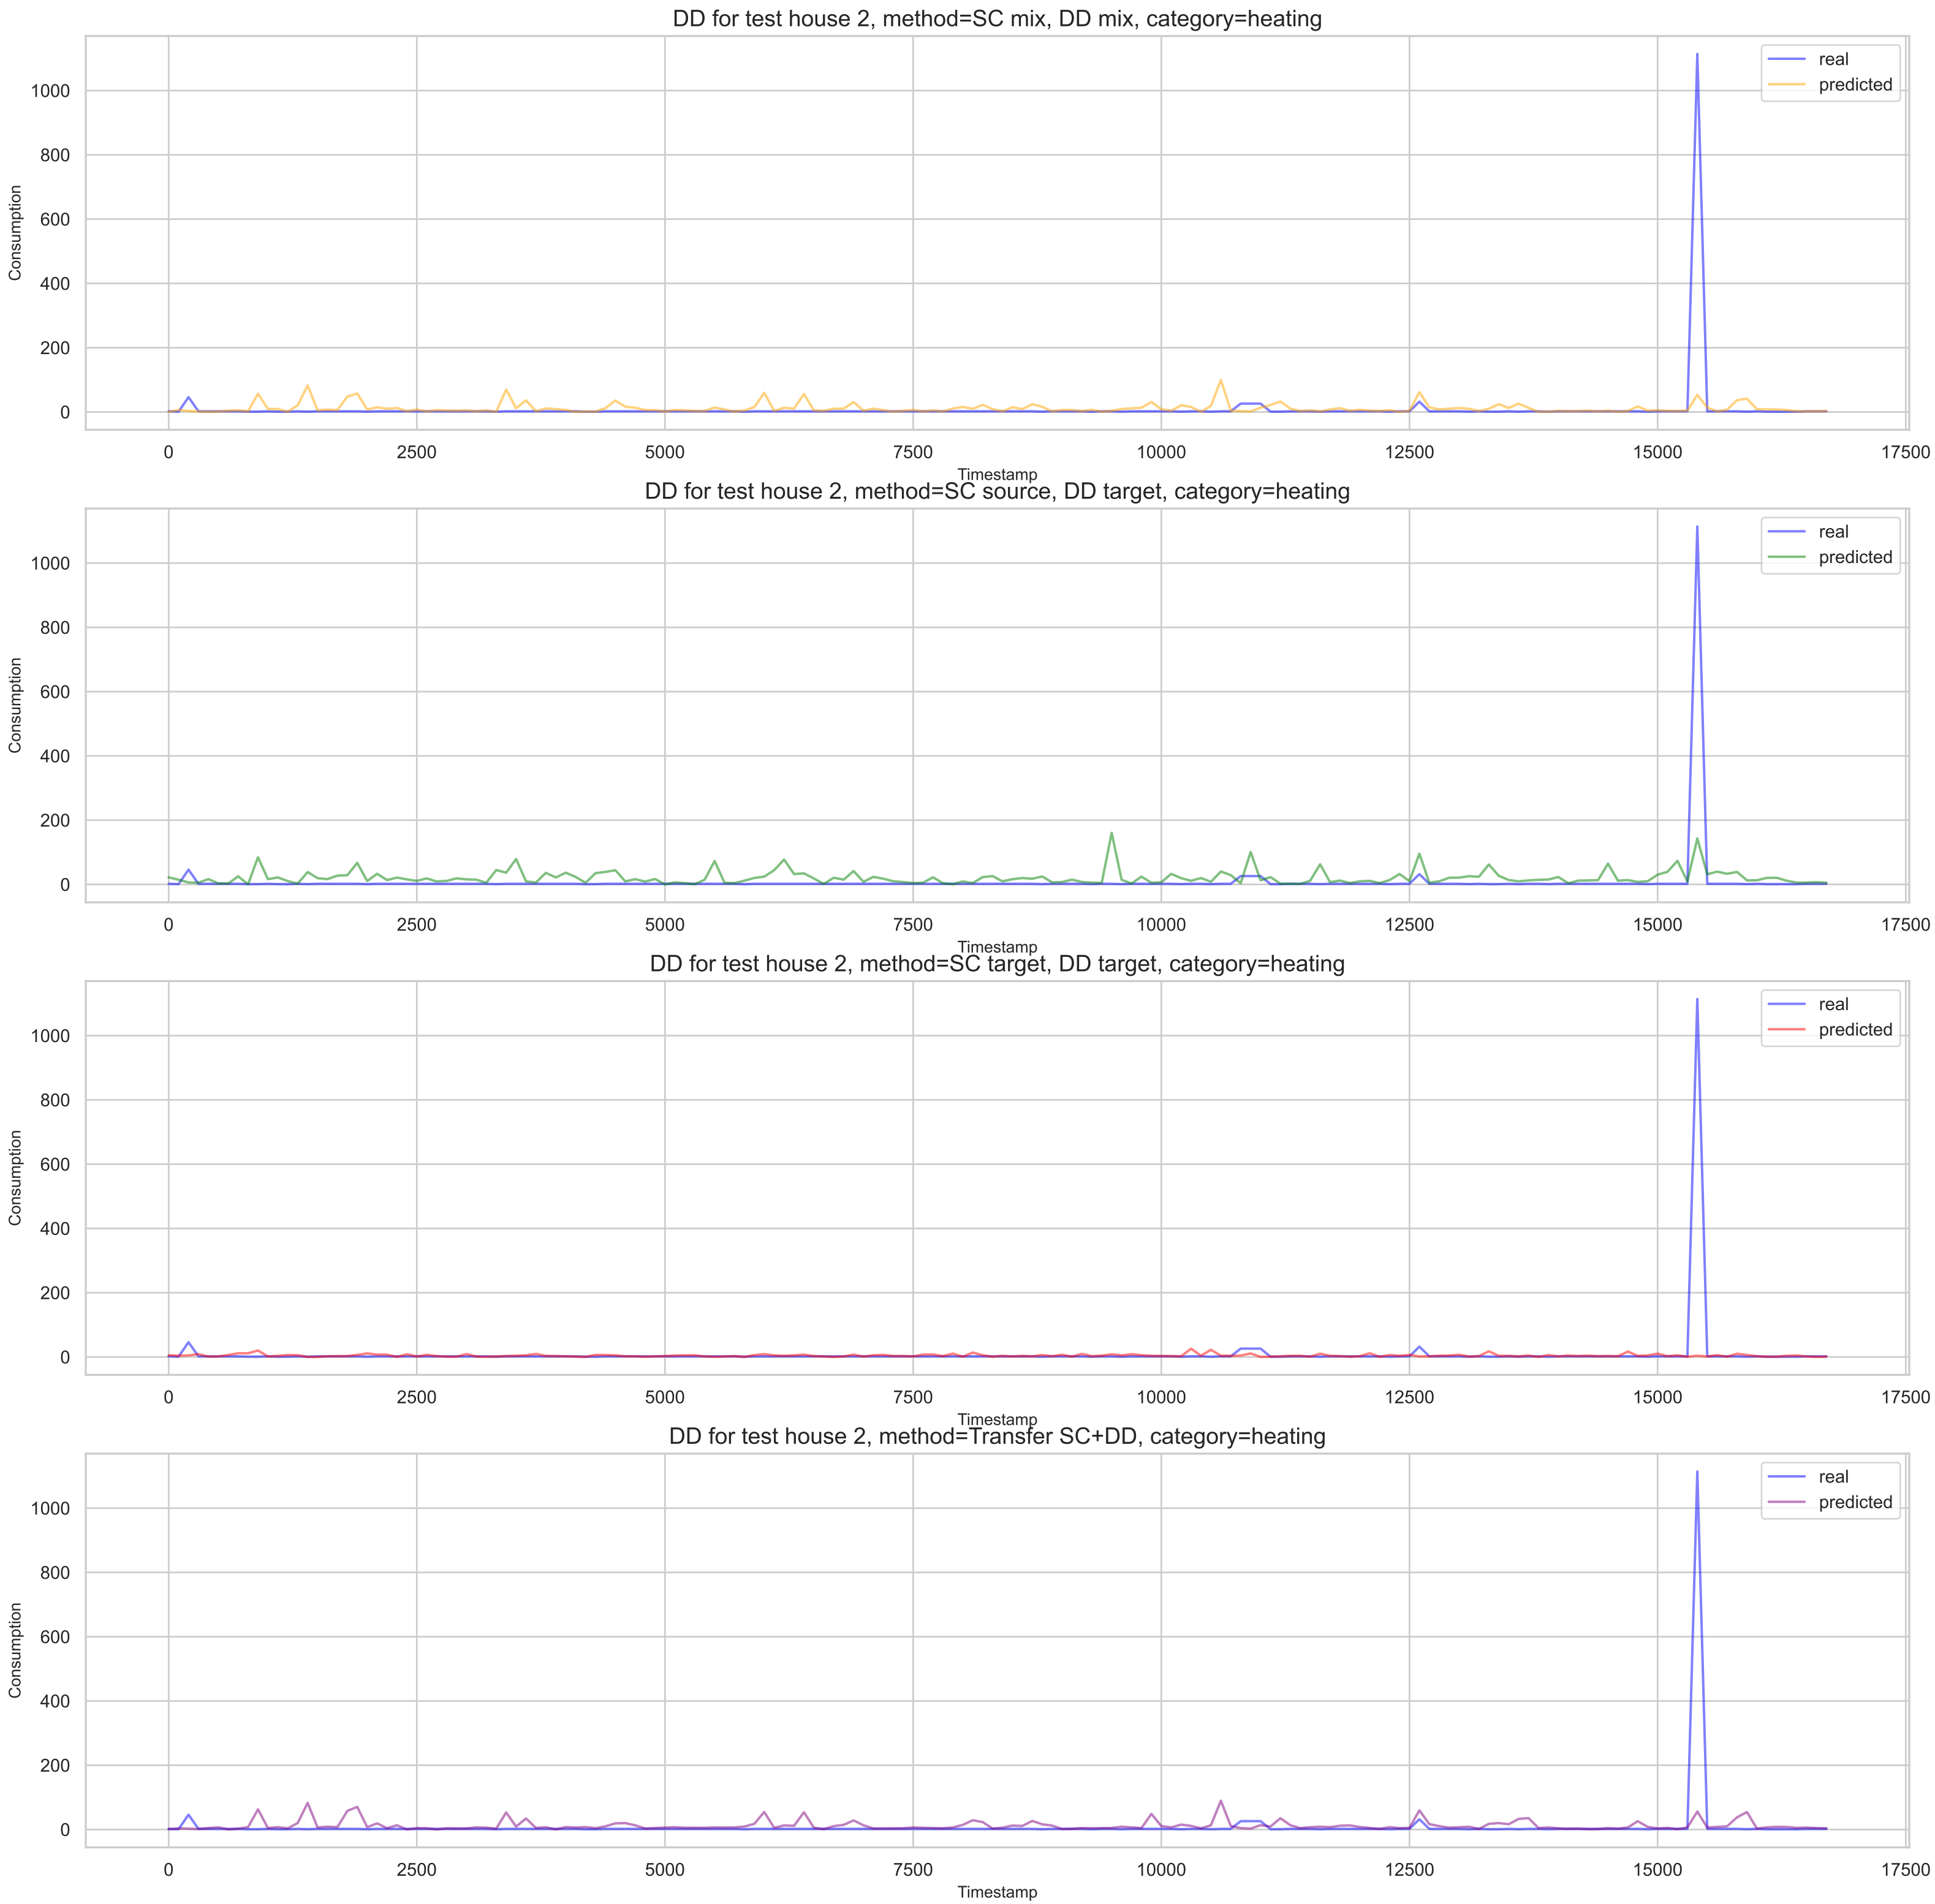 DD for test house 2, method=SC mix, DD mix, category=heating
real
predicted
Consumption
1000
800
600
400
200
0
0 2500 5000 7500 10000 12500 15000 17500
Timestamp
DD for test house 2, method=SC source, DD target, category=heating
real
predicted
Consumption
1000
800
600
400
200
0
0 2500 5000 7500 10000 12500 15000 17500
Timestamp
DD for test house 2, method=SC target, DD target, category=heating
real
predicted
Consumption
1000
800
600
400
200
0
0 2500 5000 7500 10000 12500 15000 17500
Timestamp
DD for test house 2, method=Transfer SC+DD, category=heating
real
predicted
Consumption
1000
800
600
400
200
0
0 2500 5000 7500 10000 12500 15000 17500
Timestamp